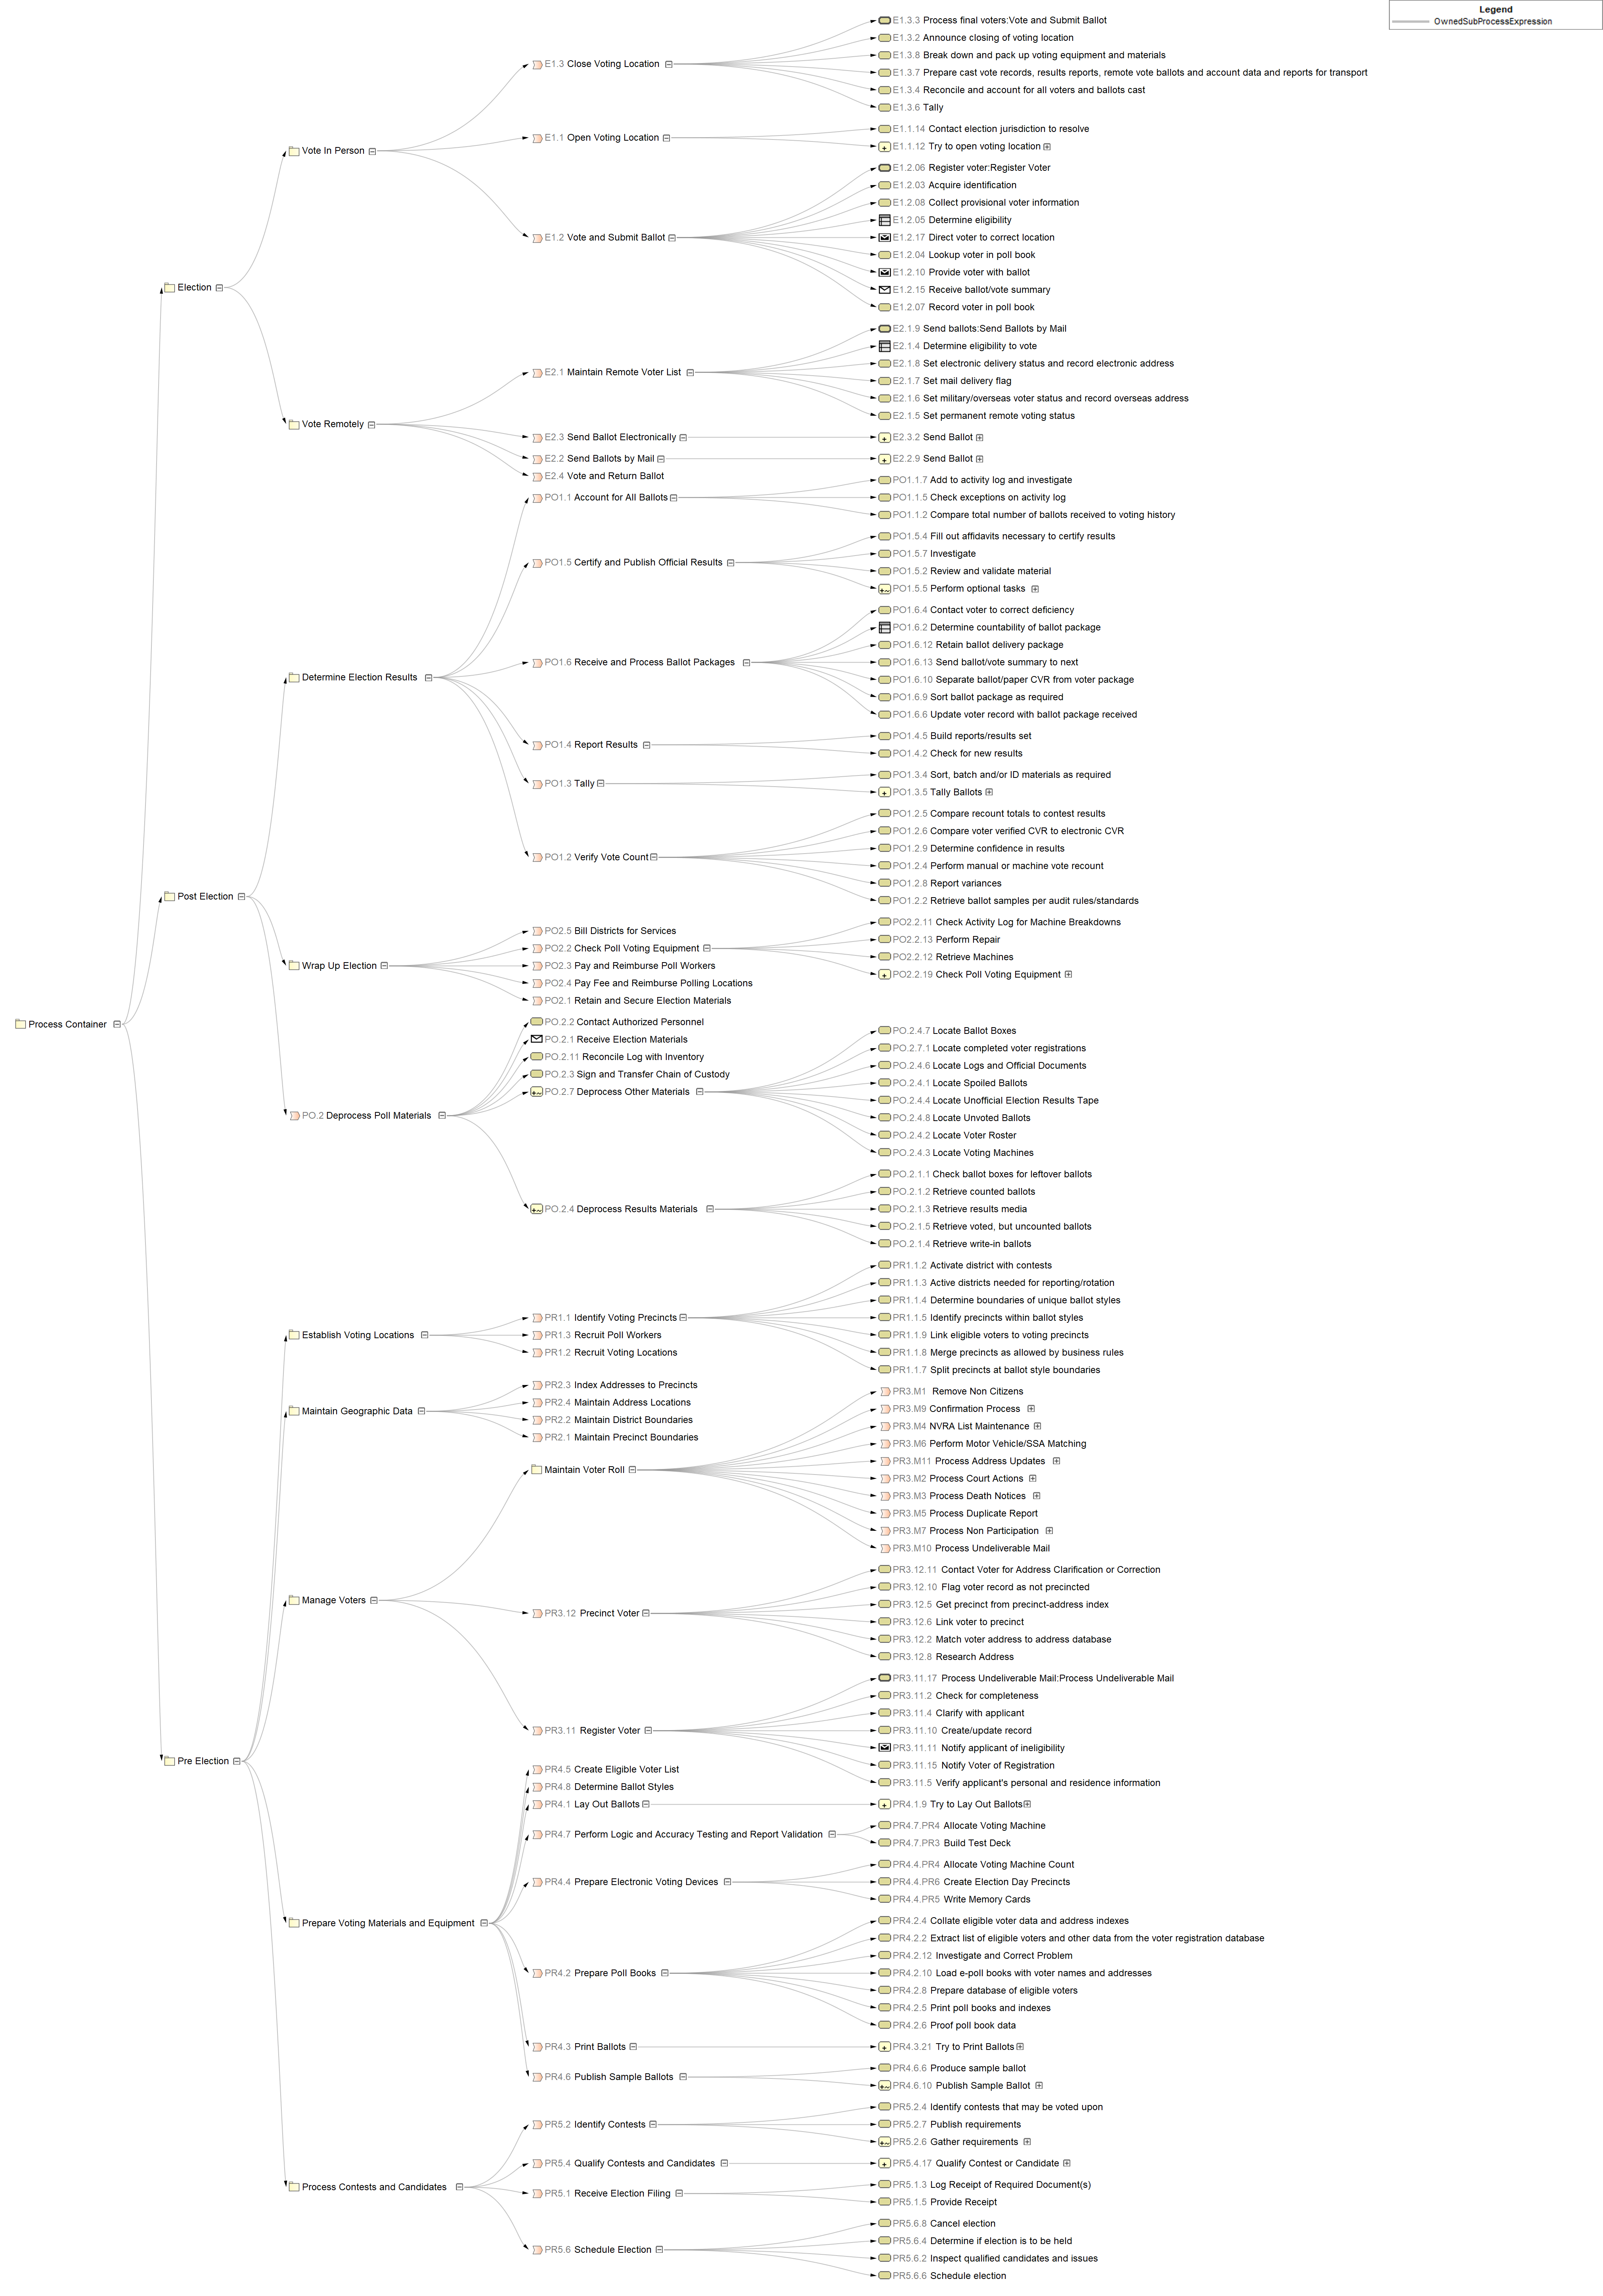 Legend
OwnedSubProcessExpression
Process Container
Election
Vote In Person
E1.3 Close Voting Location
E1.3.3 Process final voters:Vote and Submit Ballot
E1.3.2 Announce closing of voting location
E1.3.8 Break down and pack up voting equipment and materials
E1.3.7 Prepare cast vote records, results reports, remote vote ballots and account data and reports for transport
E1.3.4 Reconcile and account for all voters and ballots cast
E1.3.6 Tally
E1.1 Open Voting Location
E1.1.14 Contact election jurisdiction to resolve
E1.1.12 Try to open voting location
E1.2 Vote and Submit Ballot
E1.2.06 Register voter:Register Voter
E1.2.03 Acquire identification
E1.2.08 Collect provisional voter information
E1.2.05 Determine eligibility
E1.2.17 Direct voter to correct location
E1.2.04 Lookup voter in poll book
E1.2.10 Provide voter with ballot
E1.2.15 Receive ballot/vote summary
E1.2.07 Record voter in poll book
Vote Remotely
E2.1 Maintain Remote Voter List
E2.1.9 Send ballots:Send Ballots by Mail
E2.1.4 Determine eligibility to vote
E2.1.8 Set electronic delivery status and record electronic address
E2.1.7 Set mail delivery flag
E2.1.6 Set military/overseas voter status and record overseas address
E2.1.5 Set permanent remote voting status
E2.3 Send Ballot Electronically
E2.3.2 Send Ballot
E2.2 Send Ballots by Mail
E2.2.9 Send Ballot
E2.4 Vote and Return Ballot
Post Election
Determine Election Results
PO1.1 Account for All Ballots
PO1.1.7 Add to activity log and investigate
PO1.1.5 Check exceptions on activity log
PO1.1.2 Compare total number of ballots received to voting history
PO1.5 Certify and Publish Official Results
PO1.5.4 Fill out affidavits necessary to certify results
PO1.5.7 Investigate
PO1.5.2 Review and validate material
PO1.5.5 Perform optional tasks
PO1.6 Receive and Process Ballot Packages
PO1.6.4 Contact voter to correct deficiency
PO1.6.2 Determine countability of ballot package
PO1.6.12 Retain ballot delivery package
PO1.6.13 Send ballot/vote summary to next
PO1.6.10 Separate ballot/paper CVR from voter package
PO1.6.9 Sort ballot package as required
PO1.6.6 Update voter record with ballot package received
PO1.4 Report Results
PO1.4.5 Build reports/results set
PO1.4.2 Check for new results
PO1.3 Tally
PO1.3.4 Sort, batch and/or ID materials as required
PO1.3.5 Tally Ballots
PO1.2 Verify Vote Count
PO1.2.5 Compare recount totals to contest results
PO1.2.6 Compare voter verified CVR to electronic CVR
PO1.2.9 Determine confidence in results
PO1.2.4 Perform manual or machine vote recount
PO1.2.8 Report variances
PO1.2.2 Retrieve ballot samples per audit rules/standards
Wrap Up Election
PO2.5 Bill Districts for Services
PO2.2 Check Poll Voting Equipment
PO2.2.11 Check Activity Log for Machine Breakdowns
PO2.2.13 Perform Repair
PO2.2.12 Retrieve Machines
PO2.2.19 Check Poll Voting Equipment
PO2.3 Pay and Reimburse Poll Workers
PO2.4 Pay Fee and Reimburse Polling Locations
PO2.1 Retain and Secure Election Materials
PO.2 Deprocess Poll Materials
PO.2.2 Contact Authorized Personnel
PO.2.1 Receive Election Materials
PO.2.11 Reconcile Log with Inventory
PO.2.3 Sign and Transfer Chain of Custody
PO.2.7 Deprocess Other Materials
PO.2.4.7 Locate Ballot Boxes
PO.2.7.1 Locate completed voter registrations
PO.2.4.6 Locate Logs and Official Documents
PO.2.4.1 Locate Spoiled Ballots
PO.2.4.4 Locate Unofficial Election Results Tape
PO.2.4.8 Locate Unvoted Ballots
PO.2.4.2 Locate Voter Roster
PO.2.4.3 Locate Voting Machines
PO.2.4 Deprocess Results Materials
PO.2.1.1 Check ballot boxes for leftover ballots
PO.2.1.2 Retrieve counted ballots
PO.2.1.3 Retrieve results media
PO.2.1.5 Retrieve voted, but uncounted ballots
PO.2.1.4 Retrieve write-in ballots
Pre Election
Establish Voting Locations
PR1.1 Identify Voting Precincts
PR1.1.2 Activate district with contests
PR1.1.3 Active districts needed for reporting/rotation
PR1.1.4 Determine boundaries of unique ballot styles
PR1.1.5 Identify precincts within ballot styles
PR1.1.9 Link eligible voters to voting precincts
PR1.1.8 Merge precincts as allowed by business rules
PR1.1.7 Split precincts at ballot style boundaries
PR1.3 Recruit Poll Workers
PR1.2 Recruit Voting Locations
Maintain Geographic Data
PR2.3 Index Addresses to Precincts
PR2.4 Maintain Address Locations
PR2.2 Maintain District Boundaries
PR2.1 Maintain Precinct Boundaries
Manage Voters
Maintain Voter Roll
PR3.M1 Remove Non Citizens
PR3.M9 Confirmation Process
PR3.M4 NVRA List Maintenance
PR3.M6 Perform Motor Vehicle/SSA Matching
PR3.M11 Process Address Updates
PR3.M2 Process Court Actions
PR3.M3 Process Death Notices
PR3.M5 Process Duplicate Report
PR3.M7 Process Non Participation
PR3.M10 Process Undeliverable Mail
PR3.12 Precinct Voter
PR3.12.11 Contact Voter for Address Clarification or Correction
PR3.12.10 Flag voter record as not precincted
PR3.12.5 Get precinct from precinct-address index
PR3.12.6 Link voter to precinct
PR3.12.2 Match voter address to address database
PR3.12.8 Research Address
PR3.11 Register Voter
PR3.11.17 Process Undeliverable Mail:Process Undeliverable Mail
PR3.11.2 Check for completeness
PR3.11.4 Clarify with applicant
PR3.11.10 Create/update record
PR3.11.11 Notify applicant of ineligibility
PR3.11.15 Notify Voter of Registration
PR3.11.5 Verify applicant's personal and residence information
Prepare Voting Materials and Equipment
PR4.5 Create Eligible Voter List
PR4.8 Determine Ballot Styles
PR4.1 Lay Out Ballots
PR4.1.9 Try to Lay Out Ballots
PR4.7 Perform Logic and Accuracy Testing and Report Validation
PR4.7.PR4 Allocate Voting Machine
PR4.7.PR3 Build Test Deck
PR4.4 Prepare Electronic Voting Devices
PR4.4.PR4 Allocate Voting Machine Count
PR4.4.PR6 Create Election Day Precincts
PR4.4.PR5 Write Memory Cards
PR4.2 Prepare Poll Books
PR4.2.4 Collate eligible voter data and address indexes
PR4.2.2 Extract list of eligible voters and other data from the voter registration database
PR4.2.12 Investigate and Correct Problem
PR4.2.10 Load e-poll books with voter names and addresses
PR4.2.8 Prepare database of eligible voters
PR4.2.5 Print poll books and indexes
PR4.2.6 Proof poll book data
PR4.3 Print Ballots
PR4.3.21 Try to Print Ballots
PR4.6 Publish Sample Ballots
PR4.6.6 Produce sample ballot
PR4.6.10 Publish Sample Ballot
Process Contests and Candidates
PR5.2 Identify Contests
PR5.2.4 Identify contests that may be voted upon
PR5.2.7 Publish requirements
PR5.2.6 Gather requirements
PR5.4 Qualify Contests and Candidates
PR5.4.17 Qualify Contest or Candidate
PR5.1 Receive Election Filing
PR5.1.3 Log Receipt of Required Document(s)
PR5.1.5 Provide Receipt
PR5.6 Schedule Election
PR5.6.8 Cancel election
PR5.6.4 Determine if election is to be held
PR5.6.2 Inspect qualified candidates and issues
PR5.6.6 Schedule election